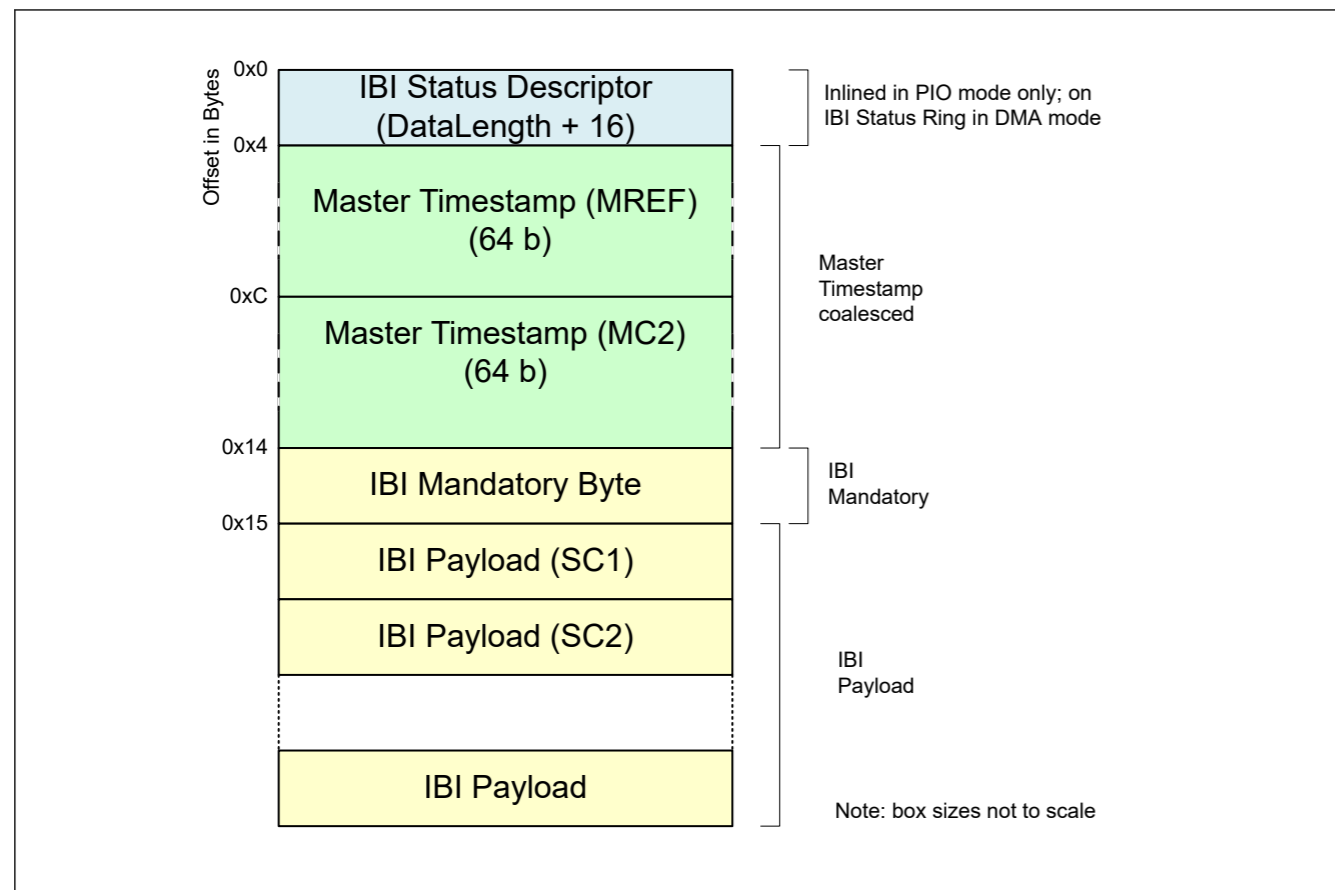 Offset in Bytes
0x0
IBI Status Descriptor
(DataLength + 16)
Inlined in PIO mode only; on
IBI Status Ring in DMA mode
0x4
Master Timestamp (MREF)
(64 b)
Master
Timestamp
coalesced
0xC
Master Timestamp (MC2)
(64 b)
0x14
IBI Mandatory Byte
IBI
Mandatory
0x15
IBI Payload (SC1)
IBI Payload (SC2)
IBI
Payload
IBI Payload
Note: box sizes not to scale